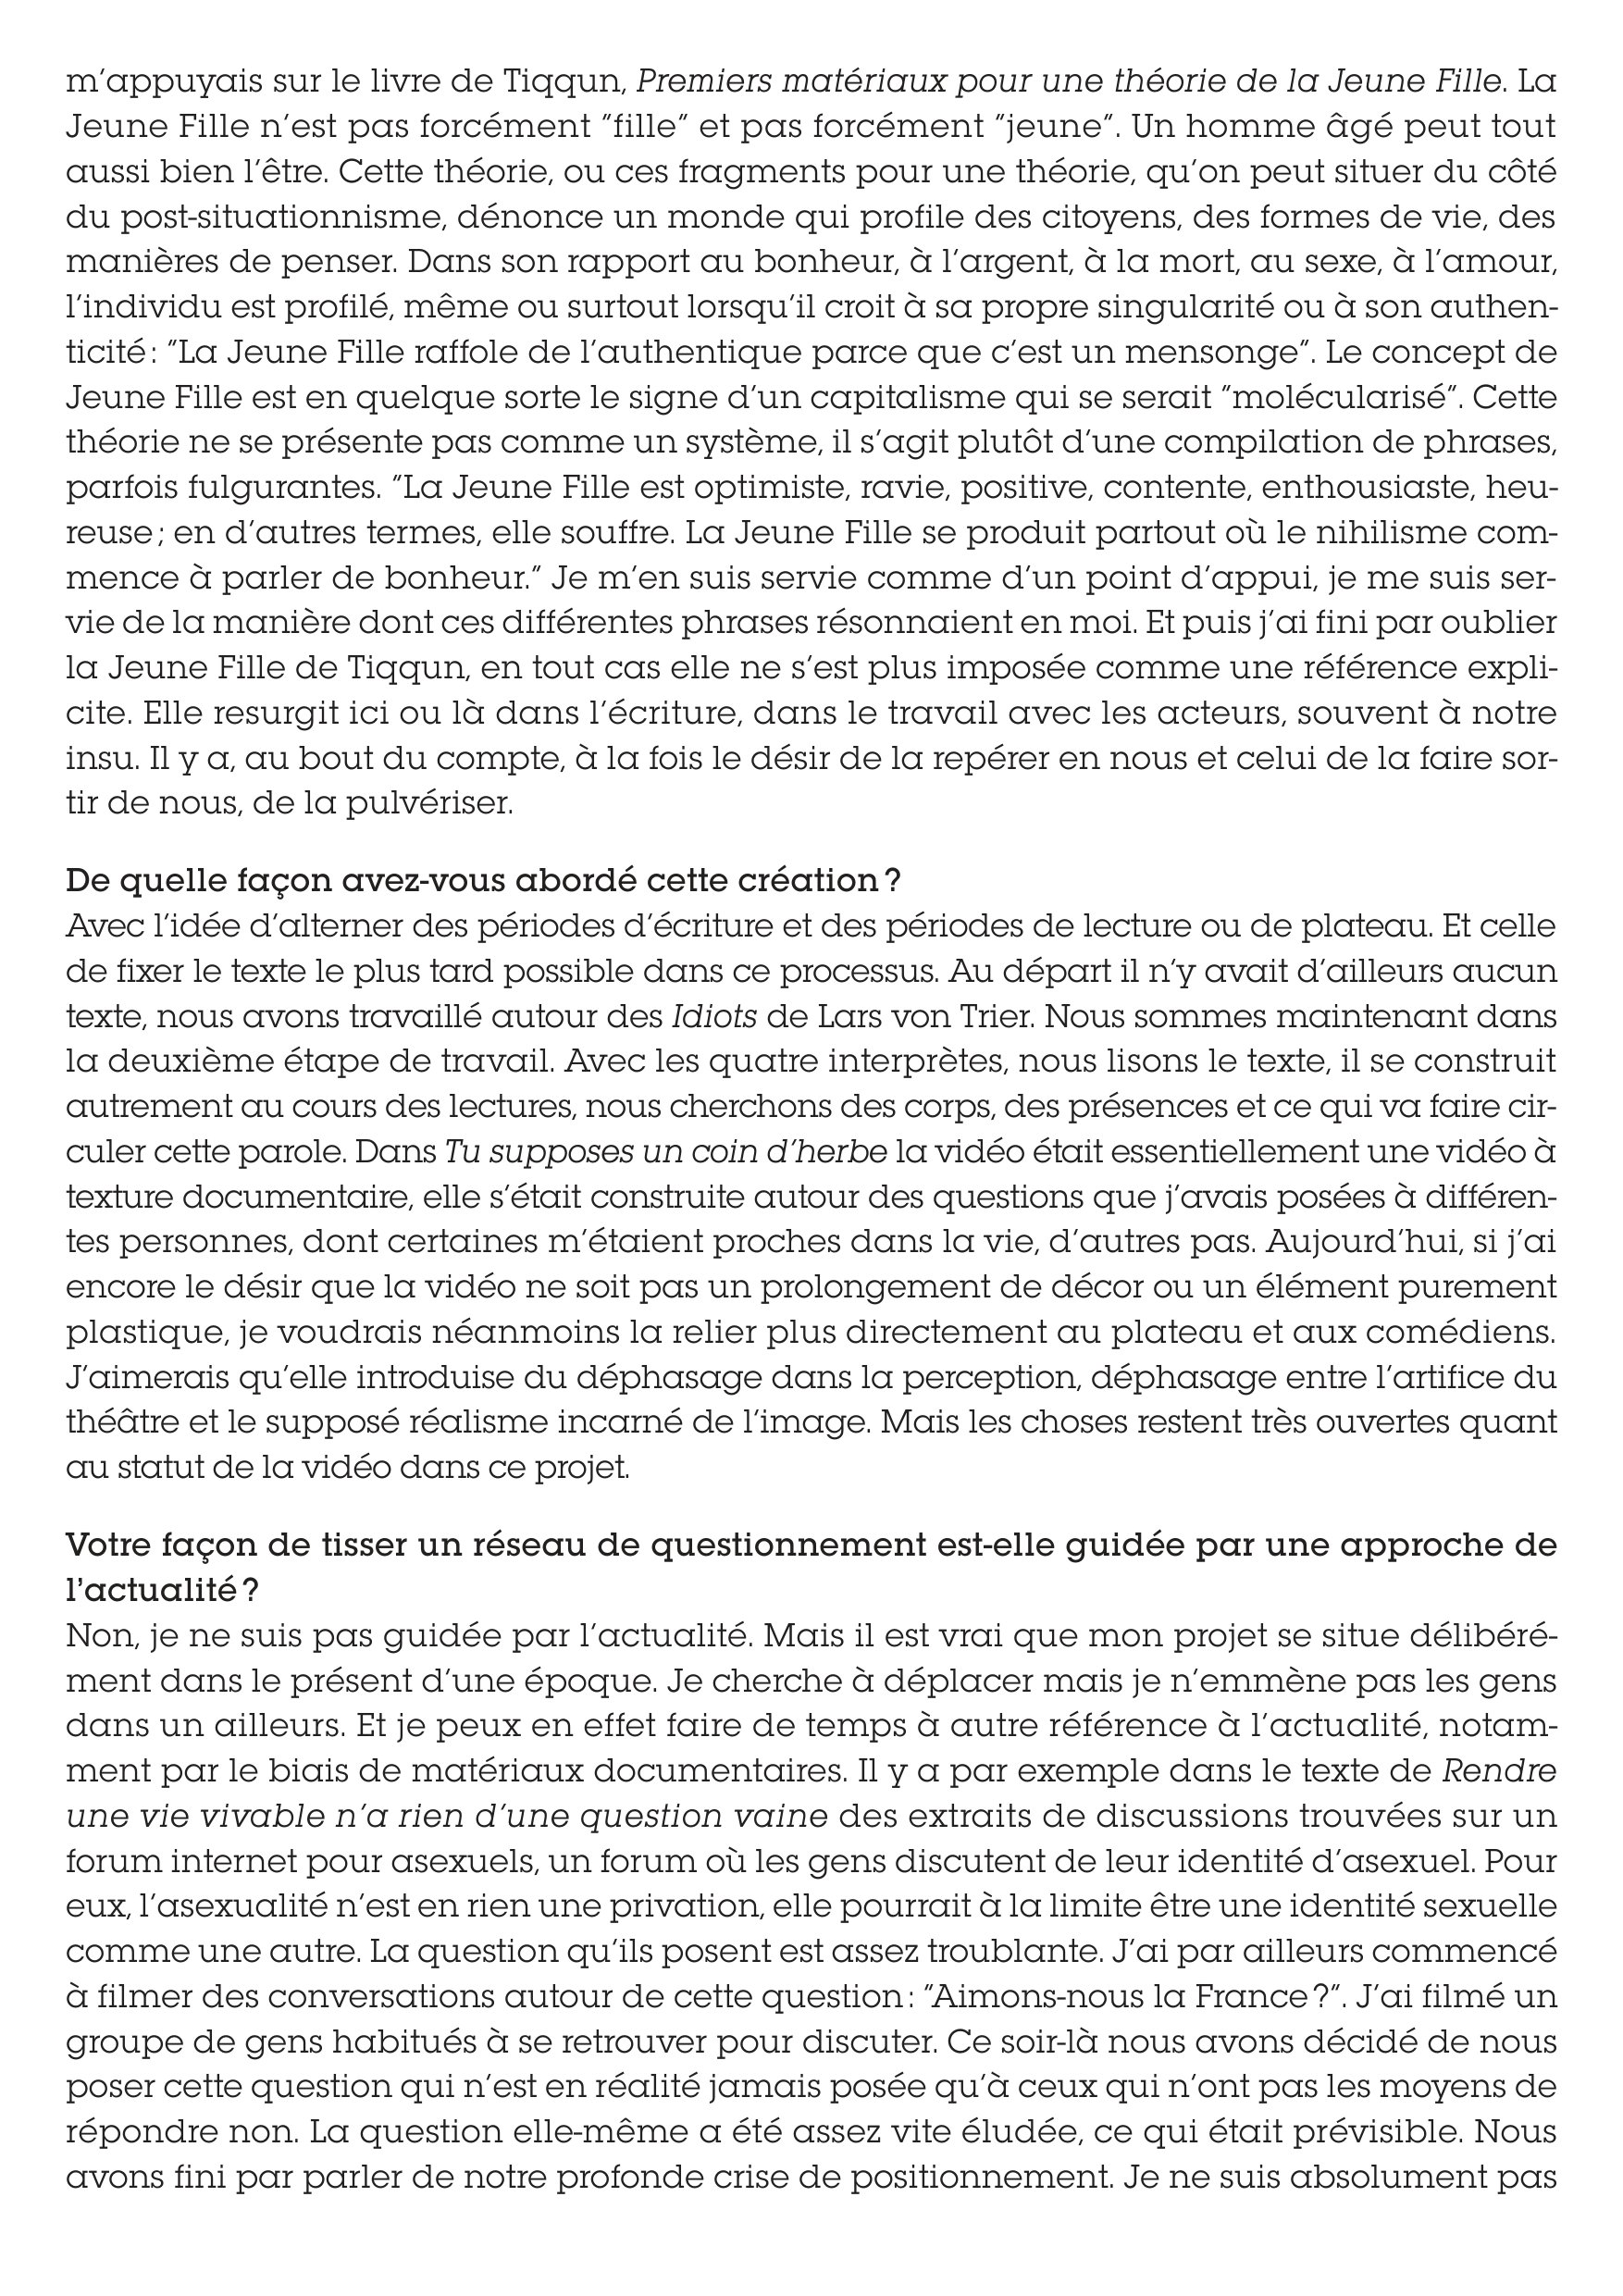 m’appuyais sur le livre de Tiqqun, Premiers matériaux pour une théorie de la Jeune Fille. La
Jeune Fille n’est pas forcément ”fille” et pas forcément ”jeune”. Un homme âgé peut tout
aussi bien l’être. Cette théorie, ou ces fragments pour une théorie, qu’on peut situer du côté
du post-situationnisme, dénonce un monde qui profile des citoyens, des formes de vie, des
manières de penser. Dans son rapport au bonheur, à l’argent, à la mort, au sexe, à l’amour,
l’individu est profilé, même ou surtout lorsqu’il croit à sa propre singularité ou à son authen-
ticité : ”La Jeune Fille raffole de l’authentique parce que c’est un mensonge”. Le concept de
Jeune Fille est en quelque sorte le signe d’un capitalisme qui se serait ”molécularisé”. Cette
théorie ne se présente pas comme un système, il s’agit plutôt d’une compilation de phrases,
parfois fulgurantes. ”La Jeune Fille est optimiste, ravie, positive, contente, enthousiaste, heu-
reuse ; en d’autres termes, elle souffre. La Jeune Fille se produit partout où le nihilisme com-
mence à parler de bonheur.” Je m’en suis servie comme d’un point d’appui, je me suis ser-
vie de la manière dont ces différentes phrases résonnaient en moi. Et puis j’ai fini par oublier
la Jeune Fille de Tiqqun, en tout cas elle ne s’est plus imposée comme une référence expli-
cite. Elle resurgit ici ou là dans l’écriture, dans le travail avec les acteurs, souvent à notre
insu. Il y a, au bout du compte, à la fois le désir de la repérer en nous et celui de la faire sor-
tir de nous, de la pulvériser.
De quelle façon avez-vous abordé cette création ?
Avec l’idée d’alterner des périodes d’écriture et des périodes de lecture ou de plateau. Et celle
de fixer le texte le plus tard possible dans ce processus. Au départ il n’y avait d’ailleurs aucun
texte, nous avons travaillé autour des Idiots de Lars von Trier. Nous sommes maintenant dans
la deuxième étape de travail. Avec les quatre interprètes, nous lisons le texte, il se construit
autrement au cours des lectures, nous cherchons des corps, des présences et ce qui va faire cir-
culer cette parole. Dans Tu supposes un coin d’herbe la vidéo était essentiellement une vidéo à
texture documentaire, elle s’était construite autour des questions que j’avais posées à différen-
tes personnes, dont certaines m’étaient proches dans la vie, d’autres pas. Aujourd’hui, si j’ai
encore le désir que la vidéo ne soit pas un prolongement de décor ou un élément purement
plastique, je voudrais néanmoins la relier plus directement au plateau et aux comédiens.
J’aimerais qu’elle introduise du déphasage dans la perception, déphasage entre l’artifice du
théâtre et le supposé réalisme incarné de l’image. Mais les choses restent très ouvertes quant
au statut de la vidéo dans ce projet.
Votre façon de tisser un réseau de questionnement est-elle guidée par une approche de
l’actualité ?
Non, je ne suis pas guidée par l’actualité. Mais il est vrai que mon projet se situe délibéré-
ment dans le présent d’une époque. Je cherche à déplacer mais je n’emmène pas les gens
dans un ailleurs. Et je peux en effet faire de temps à autre référence à l’actualité, notam-
ment par le biais de matériaux documentaires. Il y a par exemple dans le texte de Rendre
une vie vivable n’a rien d’une question vaine des extraits de discussions trouvées sur un
forum internet pour asexuels, un forum où les gens discutent de leur identité d’asexuel. Pour
eux, l’asexualité n’est en rien une privation, elle pourrait à la limite être une identité sexuelle
comme une autre. La question qu’ils posent est assez troublante. J’ai par ailleurs commencé
à filmer des conversations autour de cette question : ”Aimons-nous la France ?”. J’ai filmé un
groupe de gens habitués à se retrouver pour discuter. Ce soir-là nous avons décidé de nous
poser cette question qui n’est en réalité jamais posée qu’à ceux qui n’ont pas les moyens de
répondre non. La question elle-même a été assez vite éludée, ce qui était prévisible. Nous
avons fini par parler de notre profonde crise de positionnement. Je ne suis absolument pas